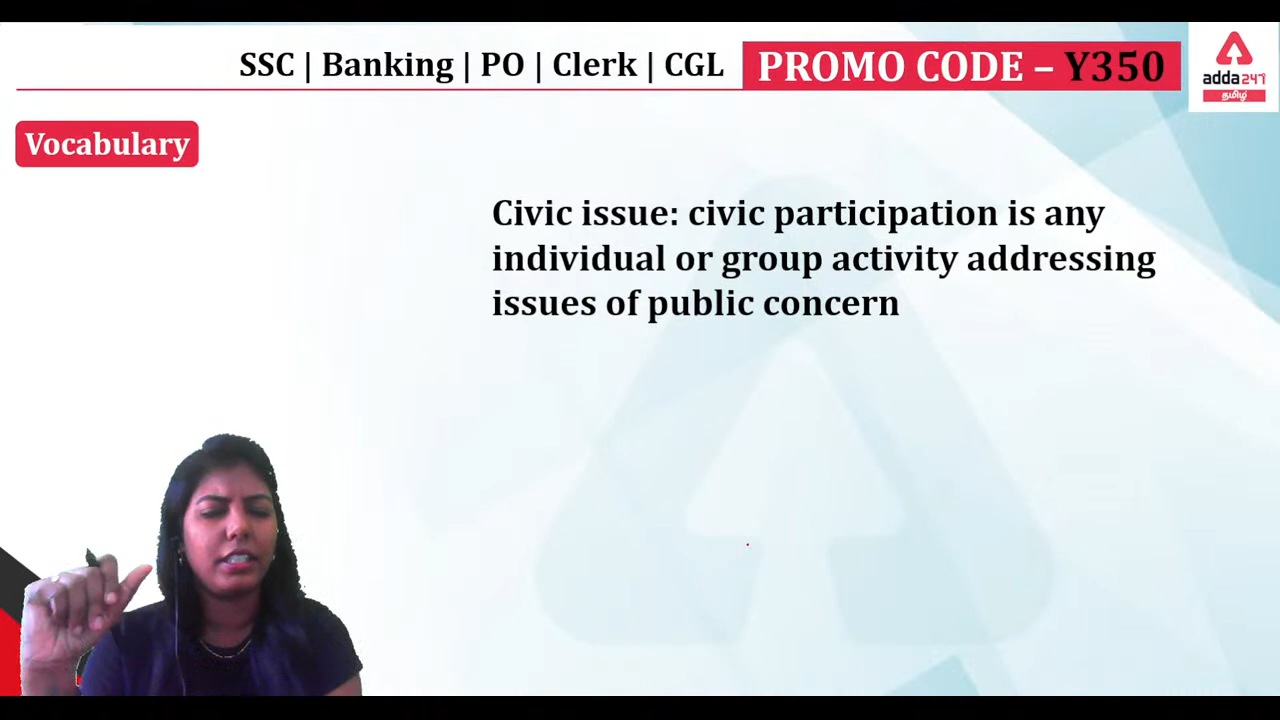 SSC | Banking | PO | Clerk | CGL PROMO CODE – Y350
adda247
தமிழ்
Vocabulary
Civic issue: civic participation is any
individual or group activity addressing
issues of public concern